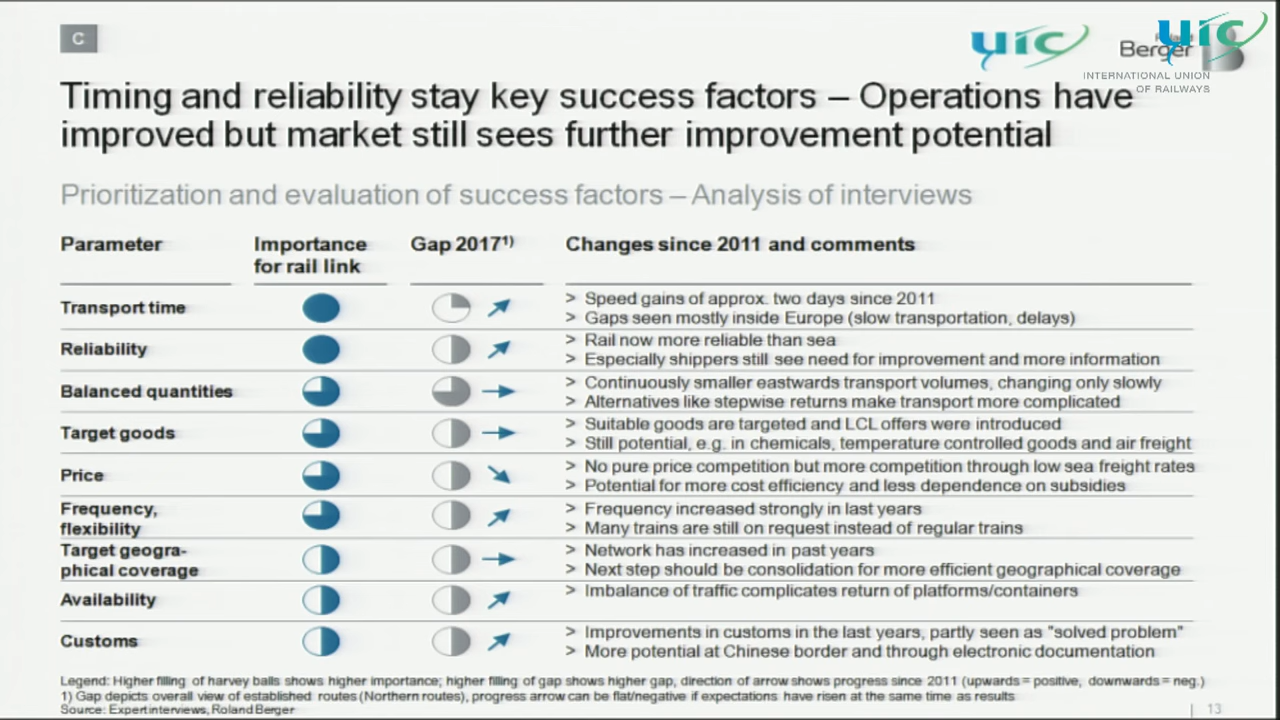 C
uic
Berger
uic
INTERNATIONAL UNION
OF RAILWAYS
Timing and reliability stay key success factors – Operations have
improved but market still sees further improvement potential
Prioritization and evaluation of success factors – Analysis of interviews
Parameter Importance for rail link Gap 2017¹⁾ Changes since 2011 and comments
Transport time
> Speed gains of approx. two days since 2011
> Gaps seen mostly inside Europe (slow transportation, delays)
Reliability
> Rail now more reliable than sea
> Especially shippers still see need for improvement and more information
Balanced quantities
> Continuously smaller eastwards transport volumes, changing only slowly
> Alternatives like stepwise returns make transport more complicated
Target goods
> Suitable goods are targeted and LCL offers were introduced
> Still potential, e.g. in chemicals, temperature controlled goods and air freight
Price
> No pure price competition but more competition through low sea freight rates
> Potential for more cost efficiency and less dependence on subsidies
Frequency,
flexibility
> Frequency increased strongly in last years
> Many trains are still on request instead of regular trains
Target geogra-
phical coverage
> Network has increased in past years
> Next step should be consolidation for more efficient geographical coverage
Availability
> Imbalance of traffic complicates return of platforms/containers
Customs
> Improvements in customs in the last years, partly seen as "solved problem"
> More potential at Chinese border and through electronic documentation
Legend: Higher filling of harvey balls shows higher importance; higher filling of gap shows higher gap, direction of arrow shows progress since 2011 (upwards = positive, downwards = neg.)
1) Gap depicts overall view of established routes (Northern routes), progress arrow can be flat/negative if expectations have risen at the same time as results
Source: Expert interviews, Roland Berger
13